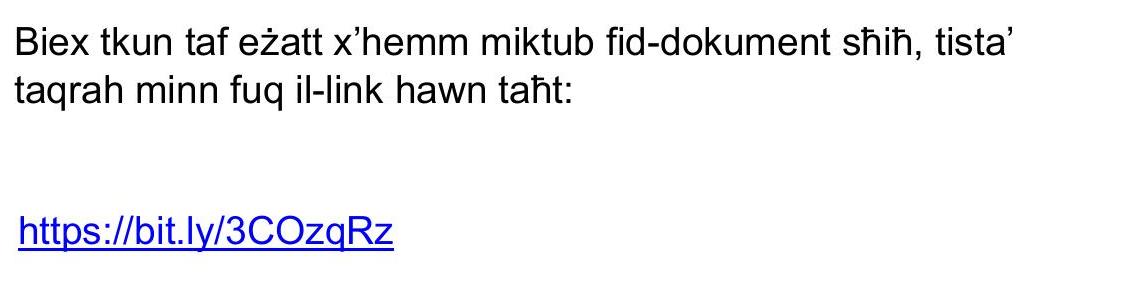 Biex tkun taf eżatt x’hemm miktub fid-dokument sħiħ, tista’
taqrah minn fuq il-link hawn taħt:
https://bit.ly/3COzqRz